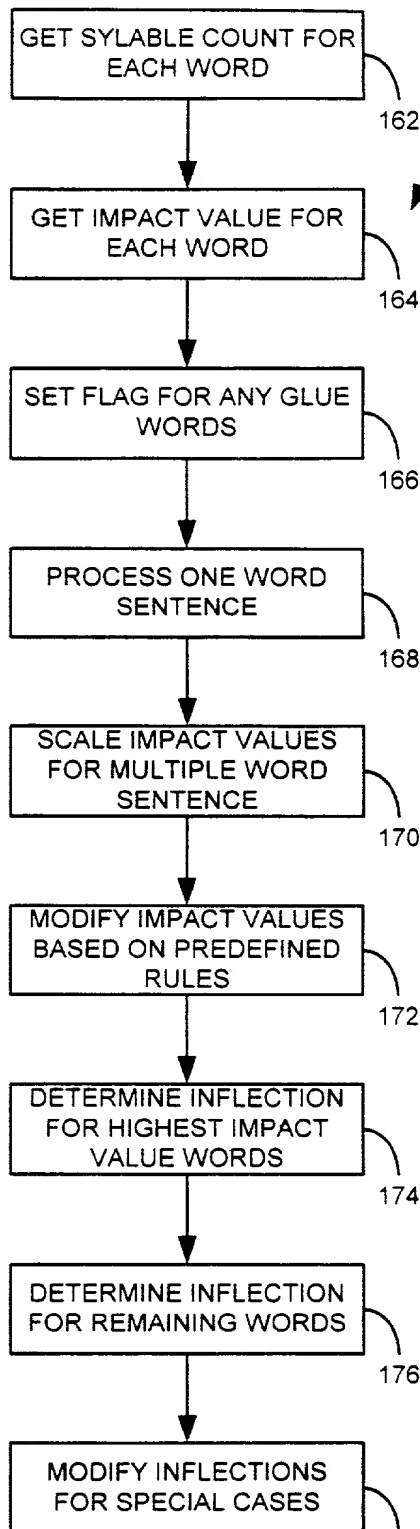 GET SYLABLE COUNT FOR
EACH WORD
162
GET IMPACT VALUE FOR
EACH WORD
164
SET FLAG FOR ANY GLUE
WORDS
166
PROCESS ONE WORD
SENTENCE
168
SCALE IMPACT VALUES
FOR MULTIPLE WORD
SENTENCE
170
MODIFY IMPACT VALUES
BASED ON PREDEFINED
RULES
172
DETERMINE INFLECTION
FOR HIGHEST IMPACT
VALUE WORDS
174
DETERMINE INFLECTION
FOR REMAINING WORDS
176
MODIFY INFLECTIONS
FOR SPECIAL CASES